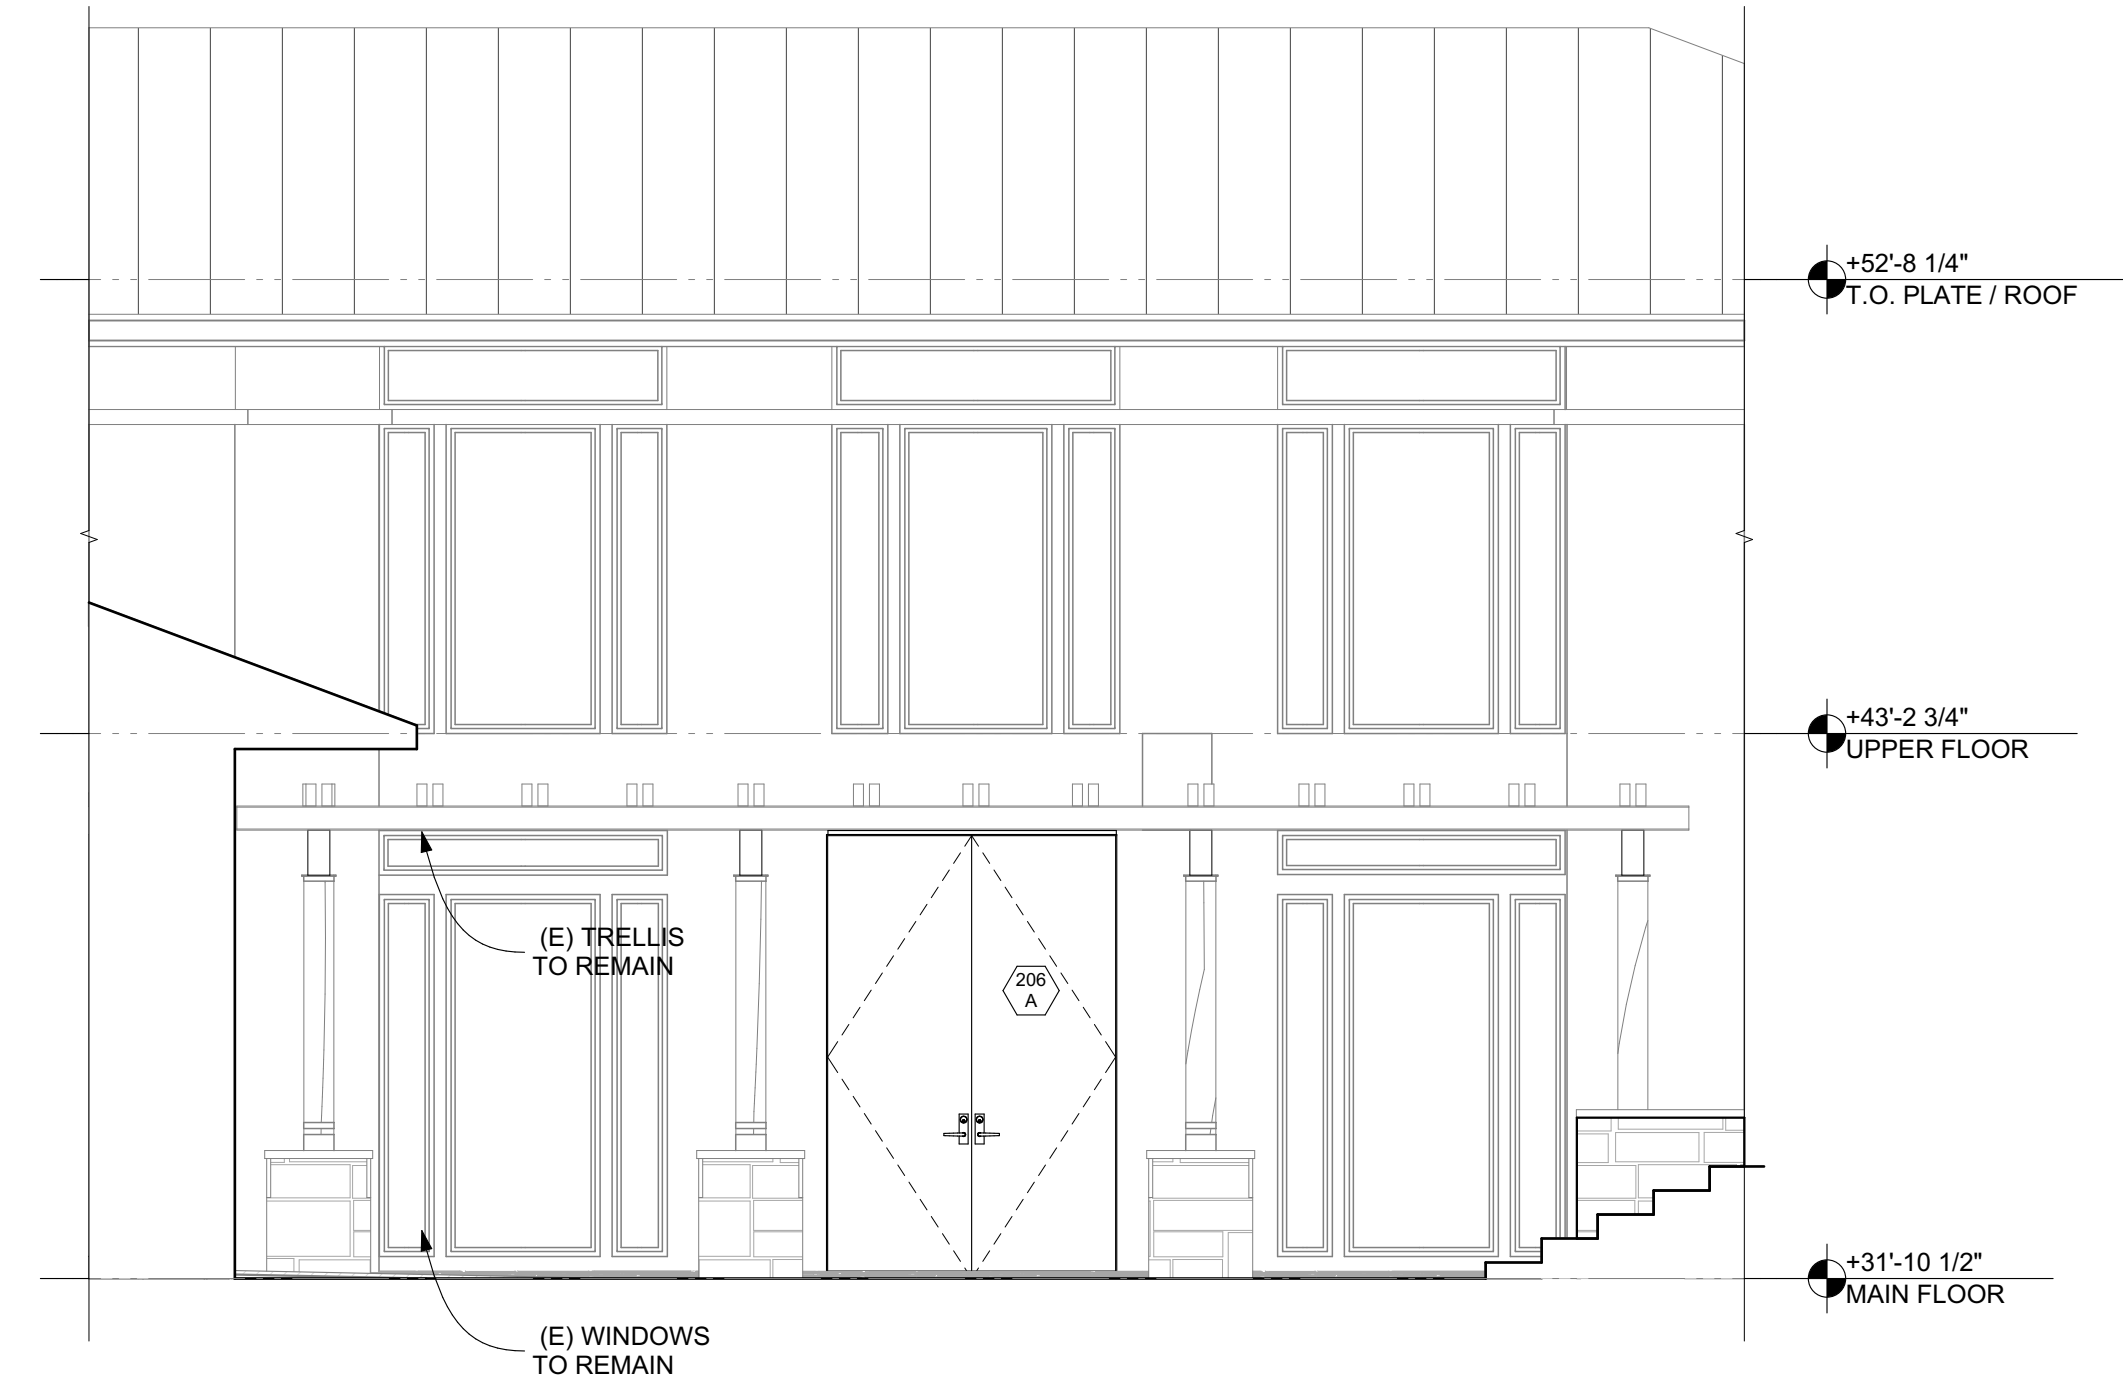 +52'-8 1/4"
T.O. PLATE / ROOF
+43'-2 3/4"
UPPER FLOOR
(E) TRELLIS
TO REMAIN
206
A
+31'-10 1/2"
MAIN FLOOR
(E) WINDOWS
TO REMAIN